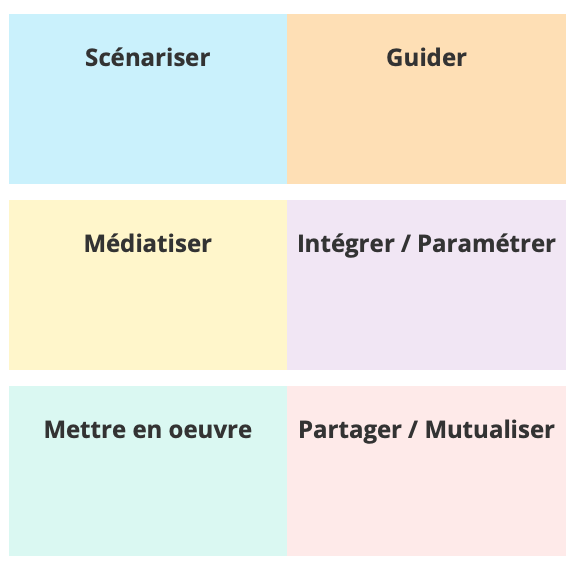 Scénariser
Guider
Médiatiser
Intégrer / Paramétrer
Mettre en oeuvre
Partager / Mutualiser